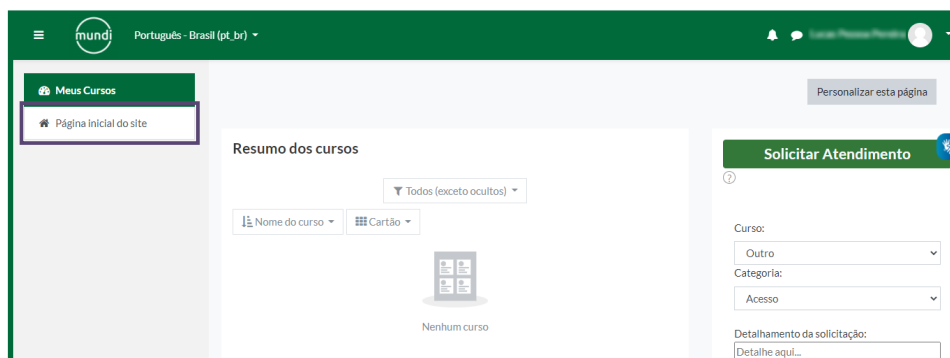 mundi
Português - Brasil (pt_br)
Meus Cursos
Página inicial do site
Personalizar esta página
Resumo dos cursos
Todos (exceto ocultos)
Nome do curso
Cartão
Nenhum curso
Solicitar Atendimento
?
Curso:
Outro
Categoria:
Acesso
Detalhamento da solicitação:
Detalhe aqui...